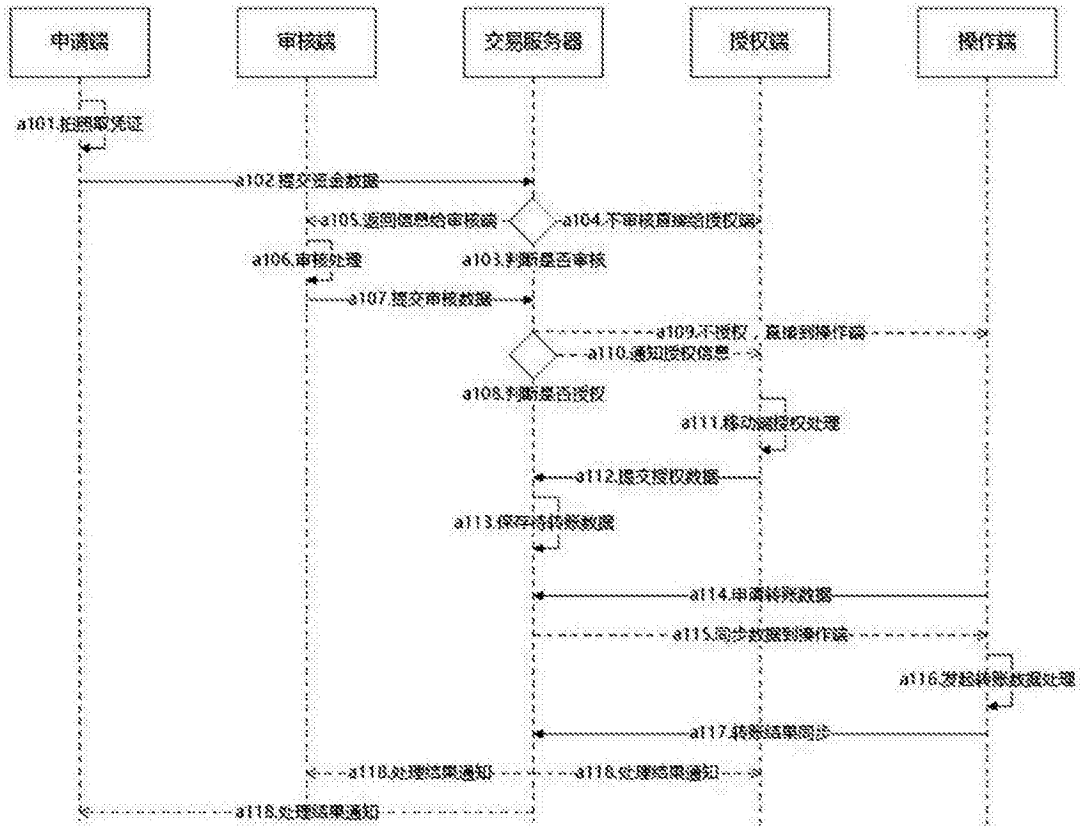 申请端
审核端
交易服务器
授权端
操作端
a101.拍照取凭证
a102.提交资金数据
a105.返回信息给审核端
a104.不审核直接给授权端
a106.审核处理
a103.判断是否审核
a107.提交审核数据
a109.不授权，直接到操作端
a110.通知授权信息
a108.判断是否授权
a111.移动端授权处理
a112.提交授权数据
a113.保存待转账数据
a114.申请转账数据
a115.同步数据到操作端
a116.发起转账数据处理
a117.转账结果同步
a118.处理结果通知
a118.处理结果通知
a118.处理结果通知